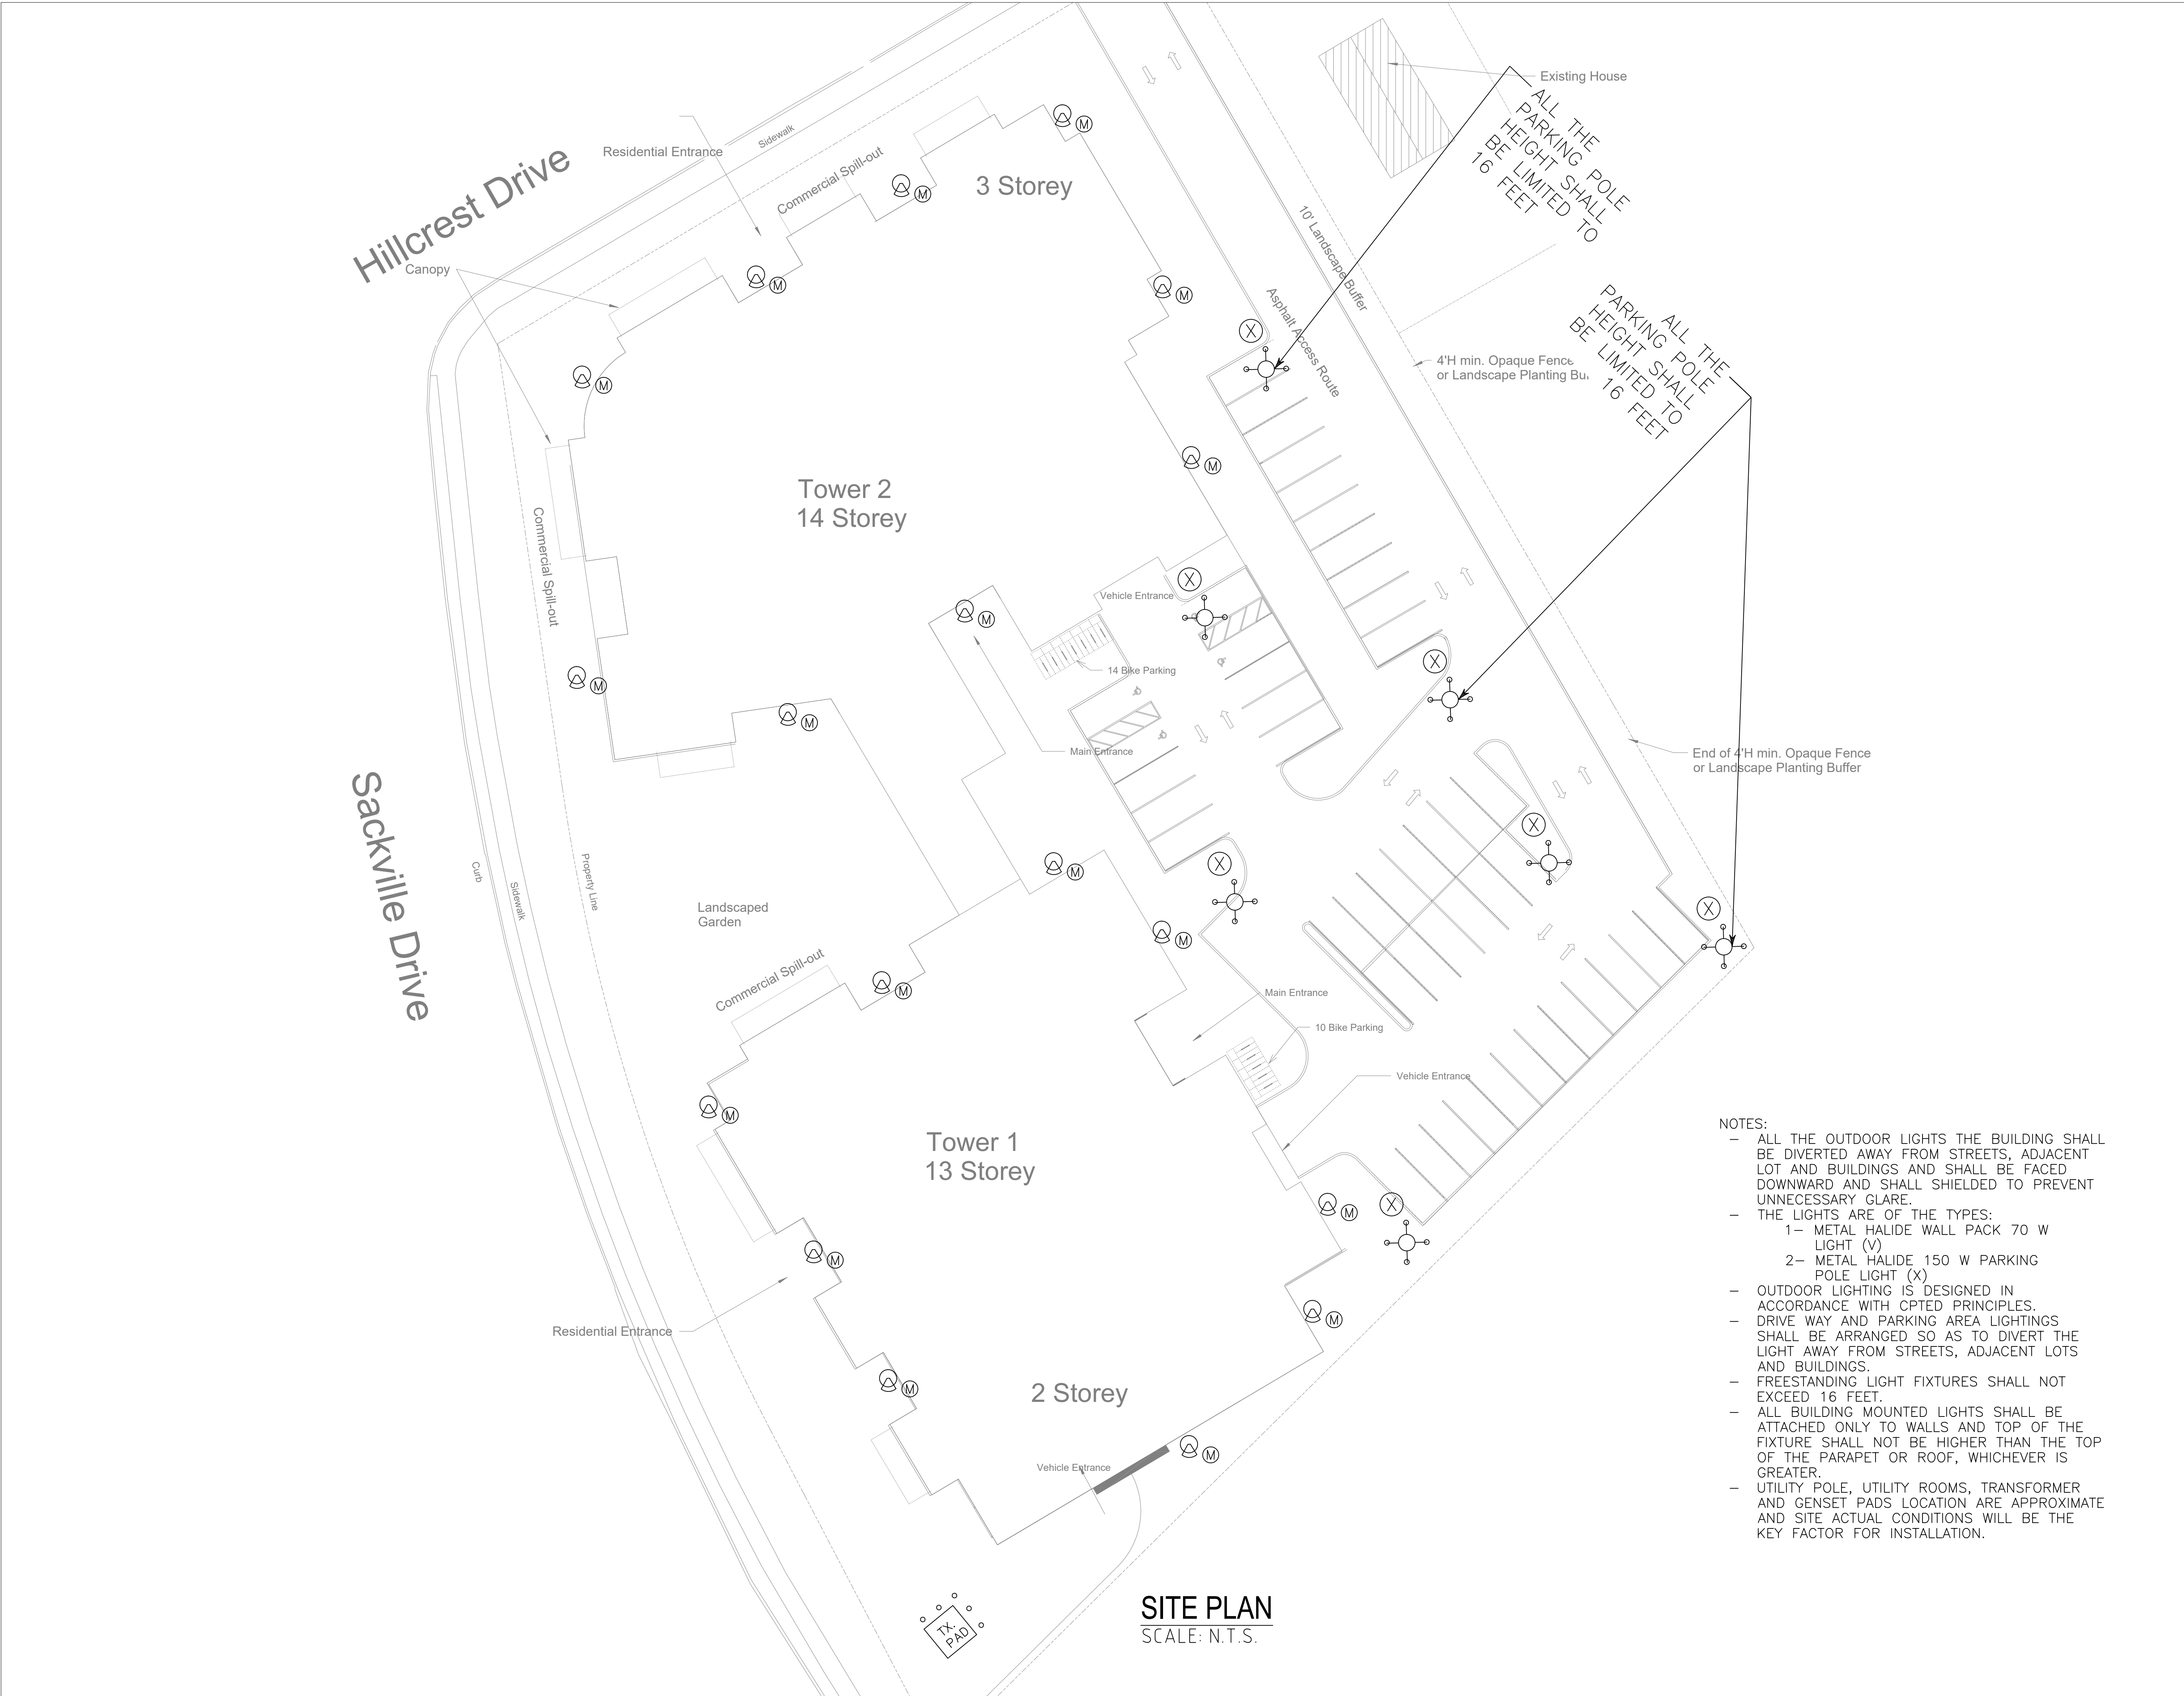 Existing House
ALL THE
PARKING POLE
HEIGHT SHALL
BE LIMITED TO
16 FEET
Residential Entrance
Sidewalk
Commercial Spill-out
3 Storey
M
M
Hillcrest Drive
Canopy
M
M
10' Landscape Buffer
Asphalt Access Route
X
ALL THE
PARKING POLE
HEIGHT SHALL
BE LIMITED TO
16 FEET
4'H min. Opaque Fence
or Landscape Planting Bu
M
M
Tower 2
14 Storey
Commercial Spill-out
Vehicle Entrance
X
M
14 Bike Parking
X
M
M
Main Entrance
End of 4'H min. Opaque Fence
or Landscape Planting Buffer
Sackville Drive
Curb
Sidewalk
Property Line
X
X
M
X
Landscaped
Garden
M
Commercial Spill-out
M
Main Entrance
10 Bike Parking
Vehicle Entrance
M
Tower 1
13 Storey
M
X
M
M
Residential Entrance
M
2 Storey
M
Vehicle Entrance
TX.
PAD
NOTES:
– ALL THE OUTDOOR LIGHTS THE BUILDING SHALL
BE DIVERTED AWAY FROM STREETS, ADJACENT
LOT AND BUILDINGS AND SHALL BE FACED
DOWNWARD AND SHALL SHIELDED TO PREVENT
UNNECESSARY GLARE.
– THE LIGHTS ARE OF THE TYPES:
1– METAL HALIDE WALL PACK 70 W
LIGHT (V)
2– METAL HALIDE 150 W PARKING
POLE LIGHT (X)
– OUTDOOR LIGHTING IS DESIGNED IN
ACCORDANCE WITH CPTED PRINCIPLES.
– DRIVE WAY AND PARKING AREA LIGHTINGS
SHALL BE ARRANGED SO AS TO DIVERT THE
LIGHT AWAY FROM STREETS, ADJACENT LOTS
AND BUILDINGS.
– FREESTANDING LIGHT FIXTURES SHALL NOT
EXCEED 16 FEET.
– ALL BUILDING MOUNTED LIGHTS SHALL BE
ATTACHED ONLY TO WALLS AND TOP OF THE
FIXTURE SHALL NOT BE HIGHER THAN THE TOP
OF THE PARAPET OR ROOF, WHICHEVER IS
GREATER.
– UTILITY POLE, UTILITY ROOMS, TRANSFORMER
AND GENSET PADS LOCATION ARE APPROXIMATE
AND SITE ACTUAL CONDITIONS WILL BE THE
KEY FACTOR FOR INSTALLATION.
SITE PLAN
SCALE: N.T.S.